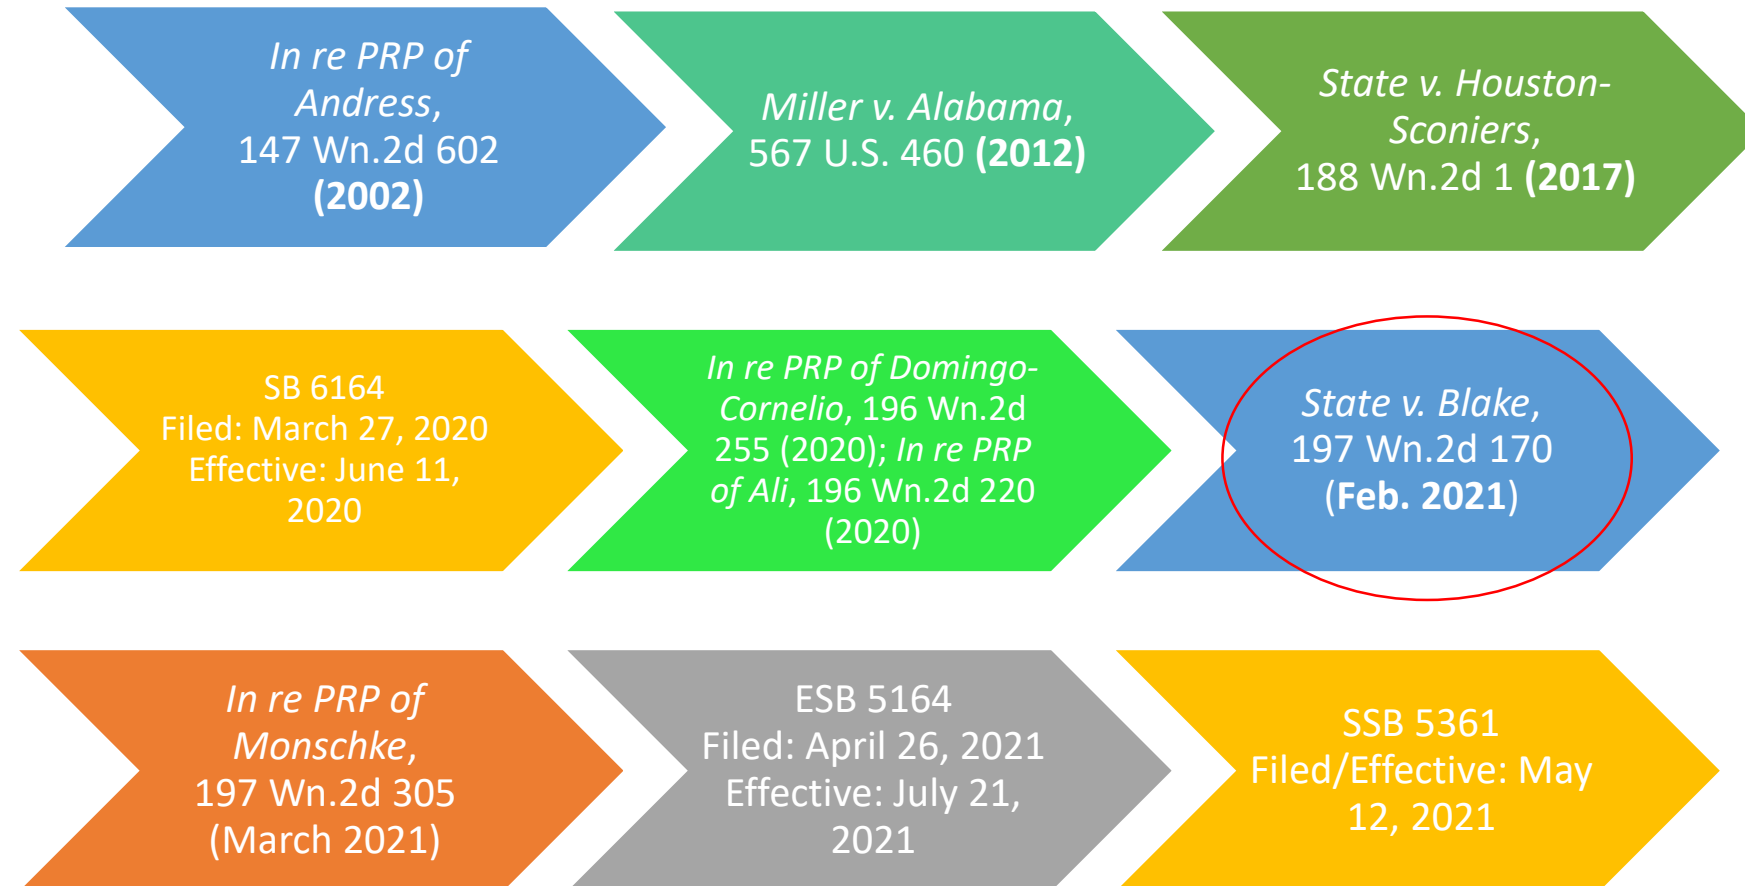 In re PRP of
Andress,
147 Wn.2d 602
(2002)
Miller v. Alabama,
567 U.S. 460 (2012)
State v. Houston-
Sconiers,
188 Wn.2d 1 (2017)
SB 6164
Filed: March 27, 2020
Effective: June 11,
2020
In re PRP of Domingo-
Cornelio, 196 Wn.2d
255 (2020); In re PRP
of Ali, 196 Wn.2d 220
(2020)
State v. Blake,
197 Wn.2d 170
(Feb. 2021)
In re PRP of
Monschke,
197 Wn.2d 305
(March 2021)
ESB 5164
Filed: April 26, 2021
Effective: July 21,
2021
SSB 5361
Filed/Effective: May
12, 2021